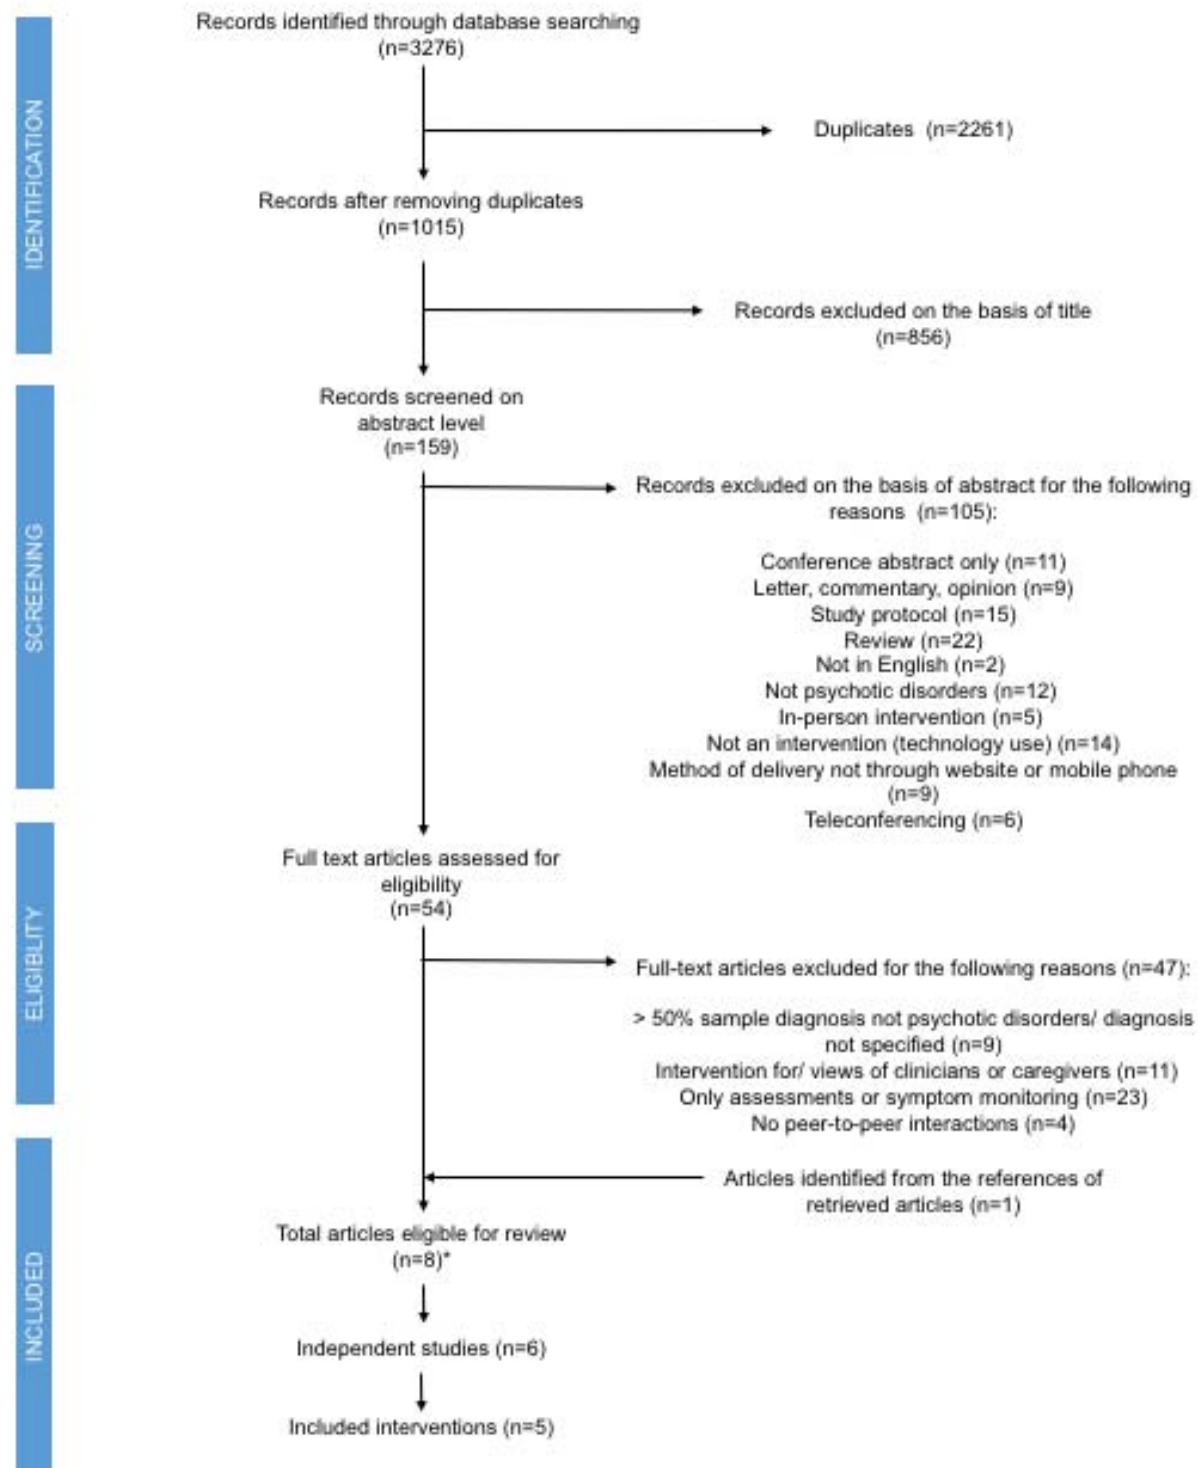 IDENTIFICATION
Records identified through database searching
(n=3276)
Duplicates (n=2261)
Records after removing duplicates
(n=1015)
Records excluded on the basis of title
(n=856)
SCREENING
Records screened on
abstract level
(n=159)
Records excluded on the basis of abstract for the following
reasons (n=105):
Conference abstract only (n=11)
Letter, commentary, opinion (n=9)
Study protocol (n=15)
Review (n=22)
Not in English (n=2)
Not psychotic disorders (n=12)
In-person intervention (n=5)
Not an intervention (technology use) (n=14)
Method of delivery not through website or mobile phone
(n=9)
Teleconferencing (n=6)
ELIGIBLITY
Full text articles assessed for
eligibility
(n=54)
Full-text articles excluded for the following reasons (n=47):
> 50% sample diagnosis not psychotic disorders/ diagnosis
not specified (n=9)
Intervention for/ views of clinicians or caregivers (n=11)
Only assessments or symptom monitoring (n=23)
No peer-to-peer interactions (n=4)
INCLUDED
Articles identified from the references of
retrieved articles (n=1)
Total articles eligible for review
(n=8)*
Independent studies (n=6)
Included interventions (n=5)